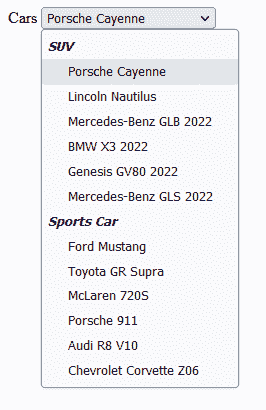 Cars Porsche Cayenne
SUV
Porsche Cayenne
Lincoln Nautilus
Mercedes-Benz GLB 2022
BMW X3 2022
Genesis GV80 2022
Mercedes-Benz GLS 2022
Sports Car
Ford Mustang
Toyota GR Supra
McLaren 720S
Porsche 911
Audi R8 V10
Chevrolet Corvette Z06